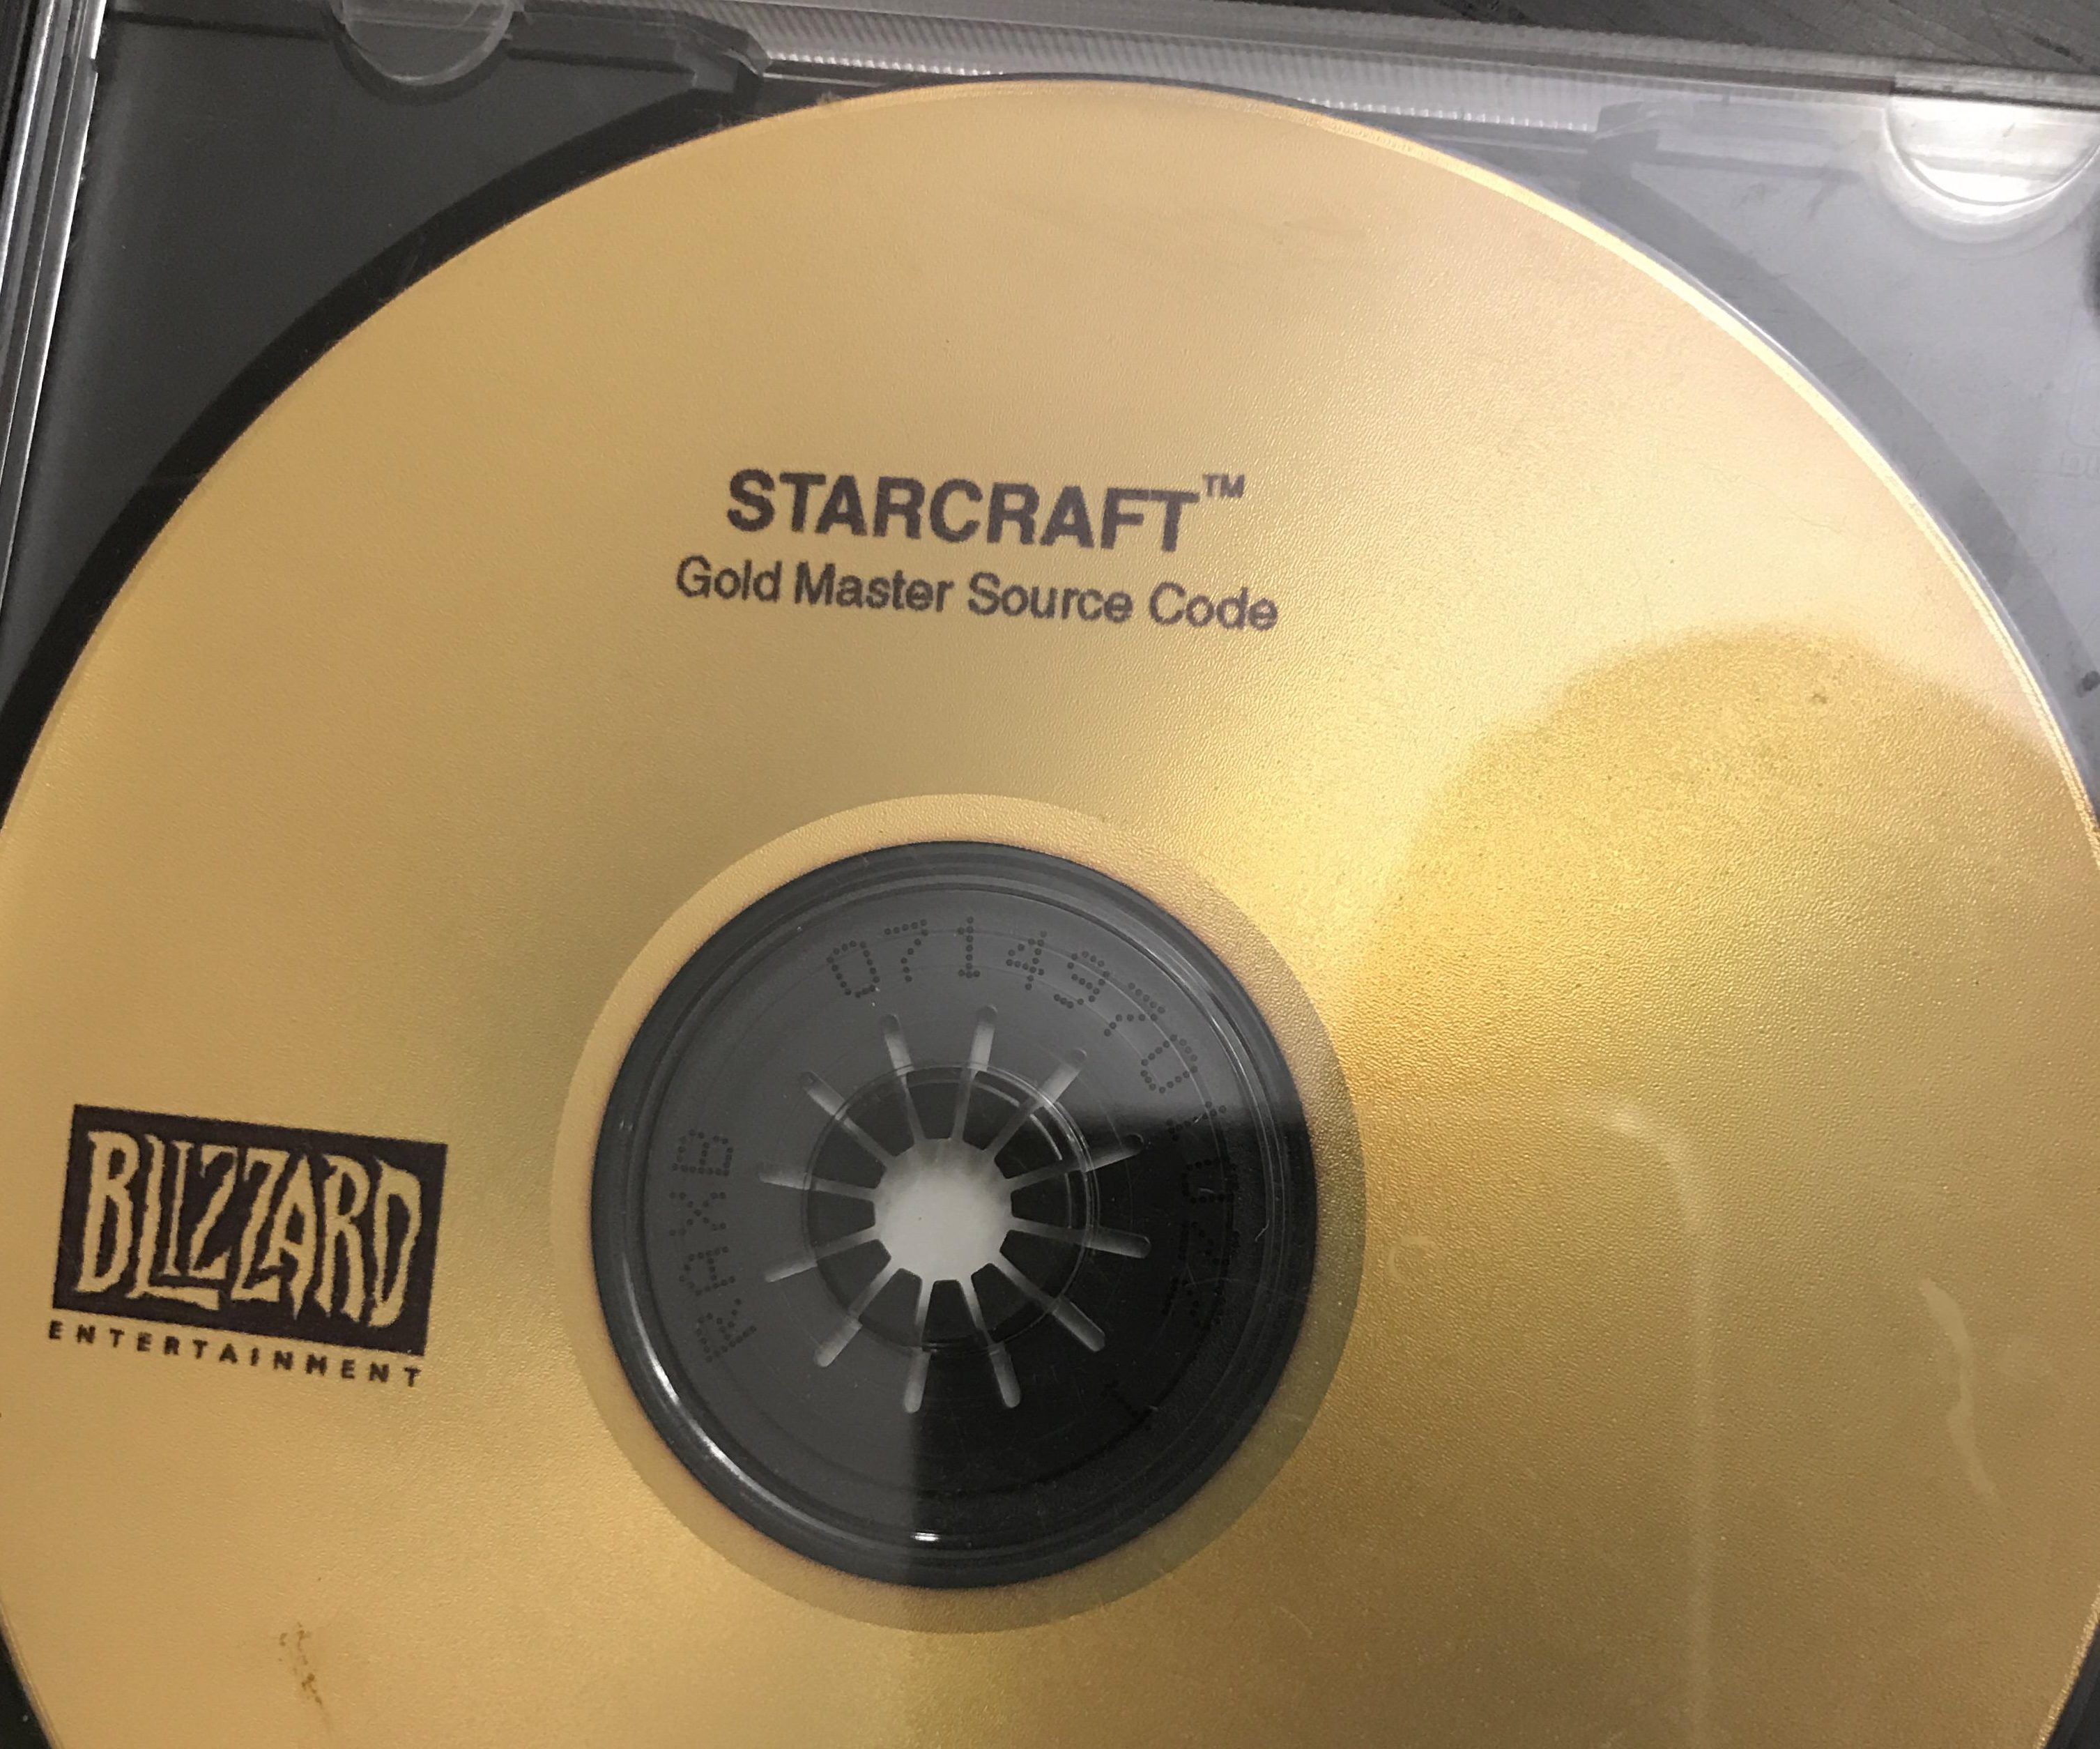 STARCRAFT™
Gold Master Source Code
BLIZZARD
ENTERTAINMENT